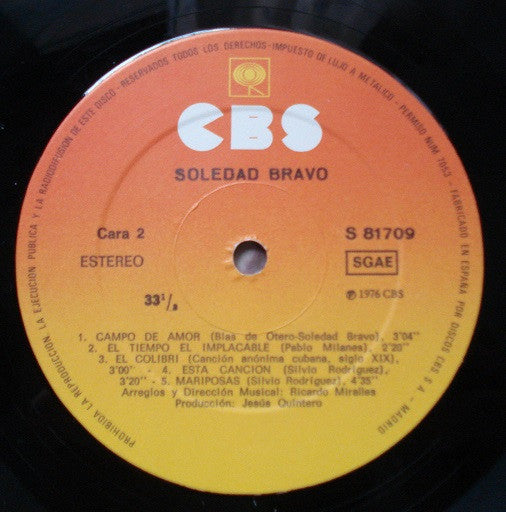 RESERVADOS TODOS LOS DERECHOS-IMPUESTO DE LUJO A METALICO - PERMISO NUM 7053 - FABRICADO EN ESPAÑA POR DISCOS CBS S A - MADRID
PROHIBIDA LA REPRODUCCION, LA EJECUCION PUBLICA Y LA RADIODIFUSION DE ESTE DISCO -
CBS
SOLEDAD BRAVO
Cara 2
S 81709
ESTEREO
SGAE
33¹/₃
℗ 1976 CBS
1. CAMPO DE AMOR (Blas de Otero-Soledad Bravo), 3'04"
2. EL TIEMPO EL IMPLACABLE (Pablo Milanes), 2'20"
3. EL COLIBRI (Canción anónima cubana, siglo XIX),
3'00" - 4. ESTA CANCION (Silvio Rodríguez),
3'20" - 5. MARIPOSAS (Silvio Rodríguez), 4'35"
Arreglos y Dirección Musical: Ricardo Miralles
Producción: Jesús Quintero